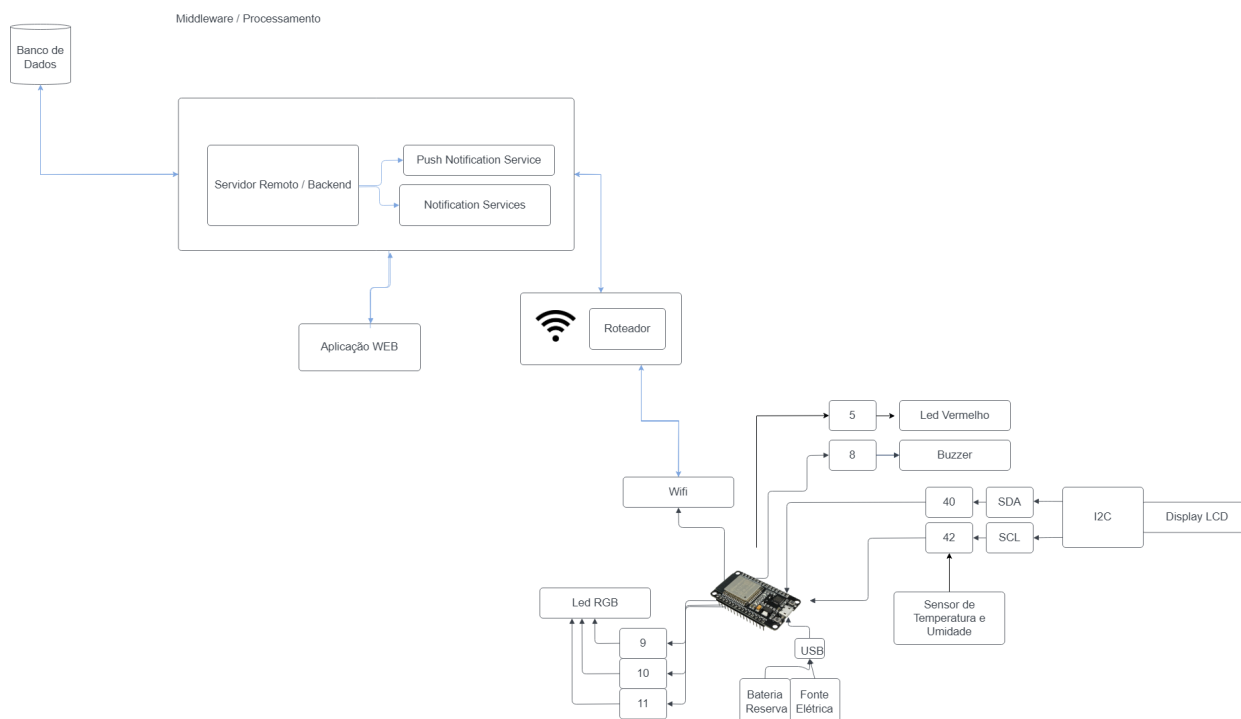 Middleware / Processamento
Banco de
Dados
Servidor Remoto / Backend
Push Notification Service
Notification Services
Aplicação WEB
Roteador
Wifi
5
Led Vermelho
8
Buzzer
40
SDA
I2C
Display LCD
42
SCL
Sensor de
Temperatura e
Umidade
Led RGB
9
10
11
USB
Bateria
Reserva
Fonte
Elétrica